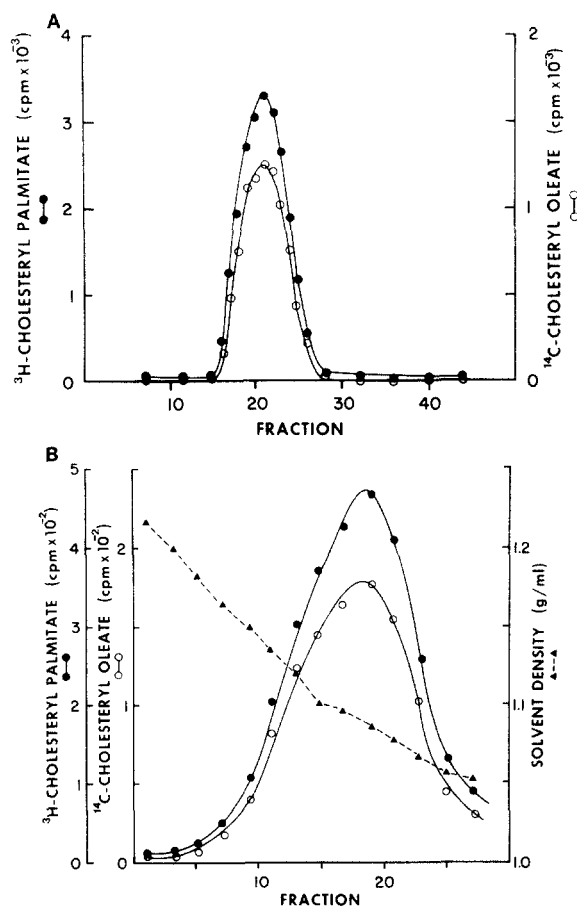 A
³H-CHOLESTERYL PALMITATE (cpm x 10⁻³)
4
3
2
1
0
2
1
0
¹⁴C-CHOLESTERYL OLEATE (cpm x 10⁻³)
10 20 30 40
FRACTION
B
³H-CHOLESTERYL PALMITATE (cpm x 10⁻²)
5
4
3
2
1
0
¹⁴C-CHOLESTERYL OLEATE (cpm x 10⁻²)
2
1
0
1.2
1.1
1.0
SOLVENT DENSITY (g/ml)
10 20
FRACTION